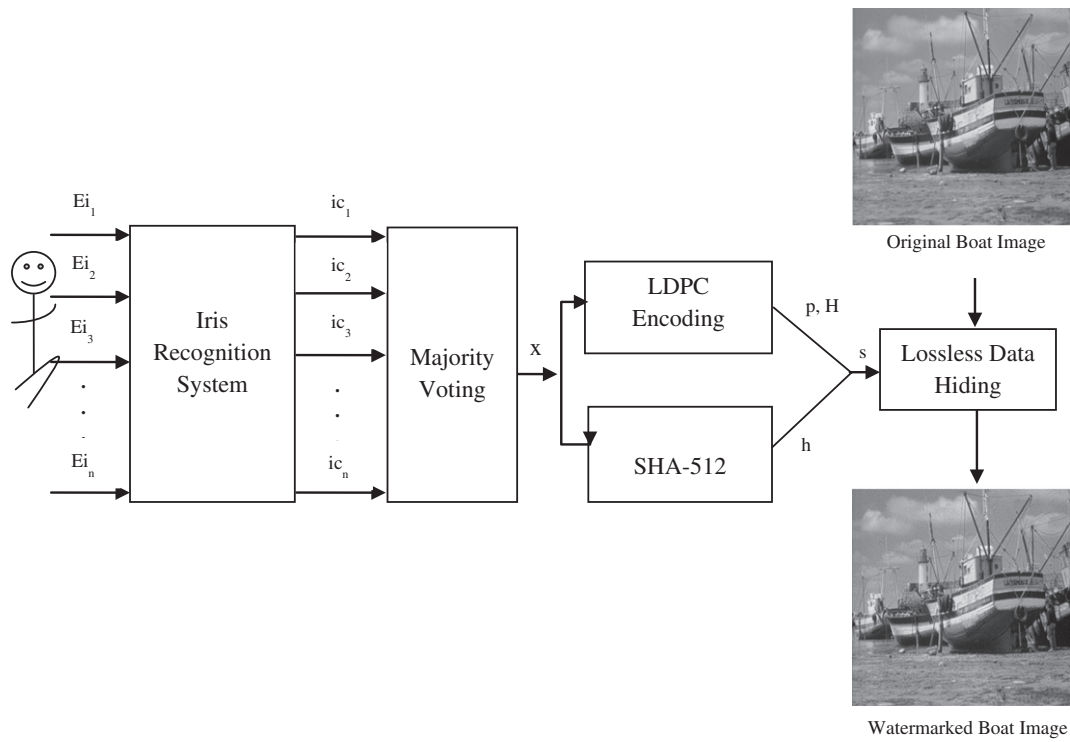 Original Boat Image
Ei₁
Ei₂
Ei₃
Eiₙ
Iris
Recognition
System
ic₁
ic₂
ic₃
icₙ
Majority
Voting
x
LDPC
Encoding
SHA-512
p, H
h
s
Lossless Data
Hiding
Watermarked Boat Image